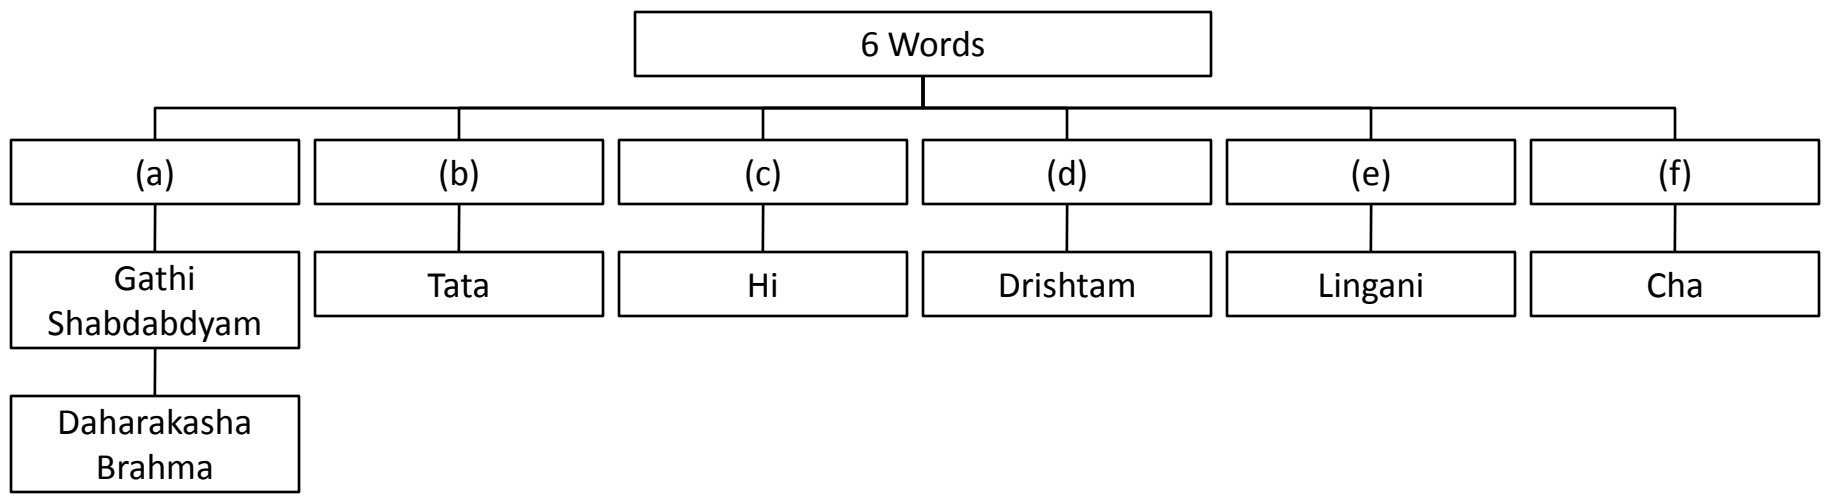 6 Words
(a)
(b)
(c)
(d)
(e)
(f)
Gathi
Shabdabdyam
Tata
Hi
Drishtam
Lingani
Cha
Daharakasha
Brahma